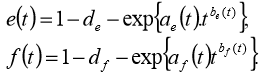 e(t) = 1 - d_e - exp{a_e(t).t^{b_e(t)}},
f(t) = 1 - d_f - exp{a_f(t)t^{b_f(t)}}.